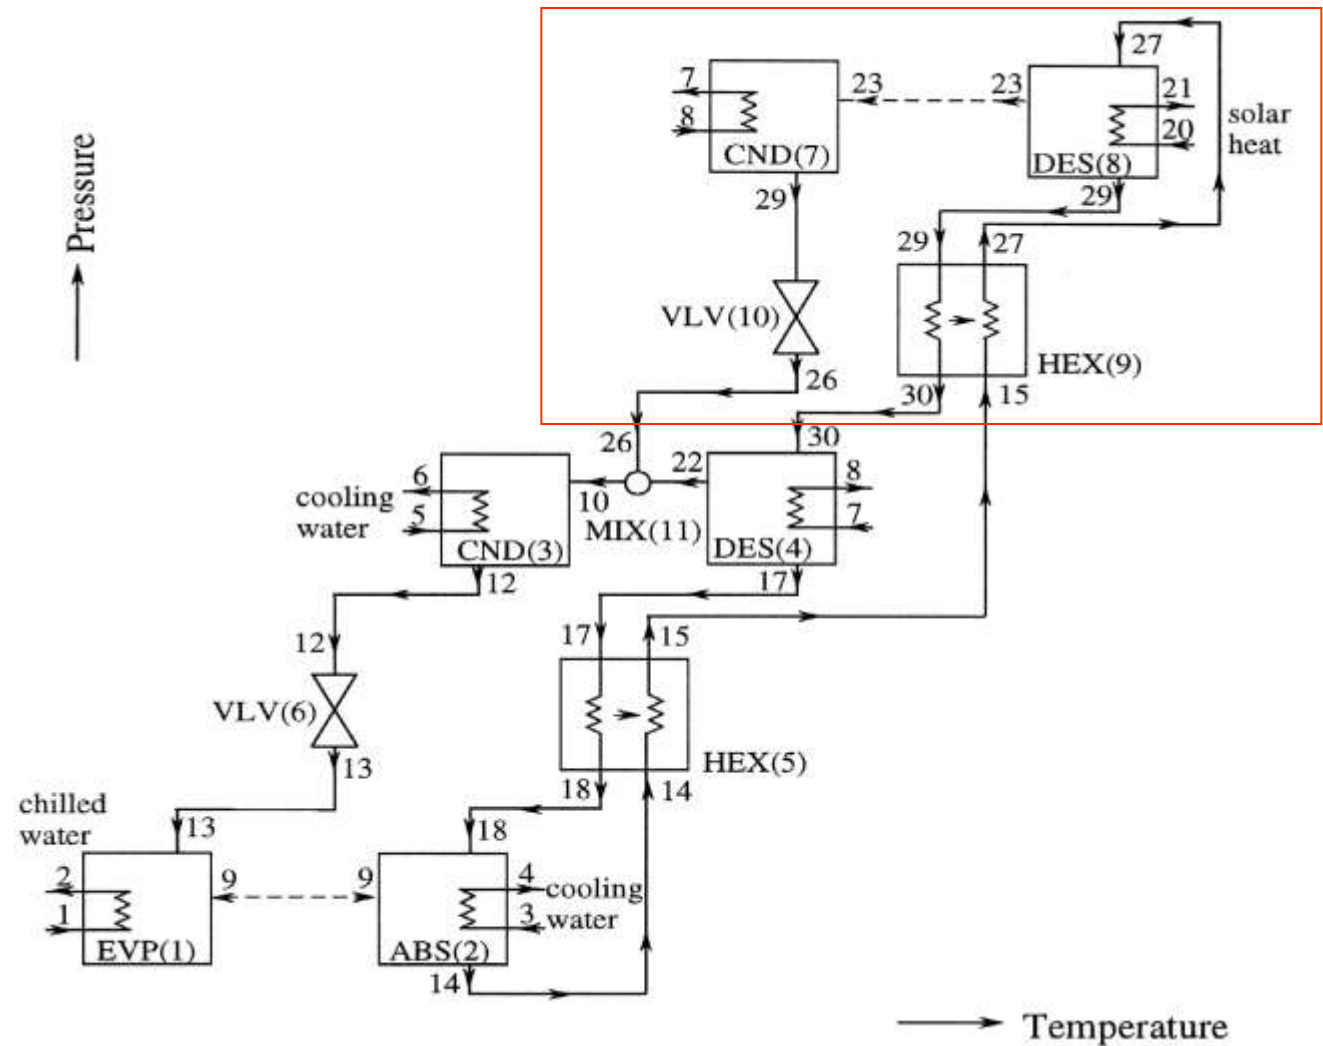 27
7
23
23
21
8
20
solar
heat
CND(7)
DES(8)
Pressure
29
29
29
27
VLV(10)
HEX(9)
26
30
15
26
30
22
6
8
cooling
water
10
5
MIX(11)
7
CND(3)
DES(4)
12
17
12
17
15
VLV(6)
13
HEX(5)
18
14
chilled
water
13
18
2
9
9
4
cooling
water
1
3
EVP(1)
ABS(2)
14
Temperature